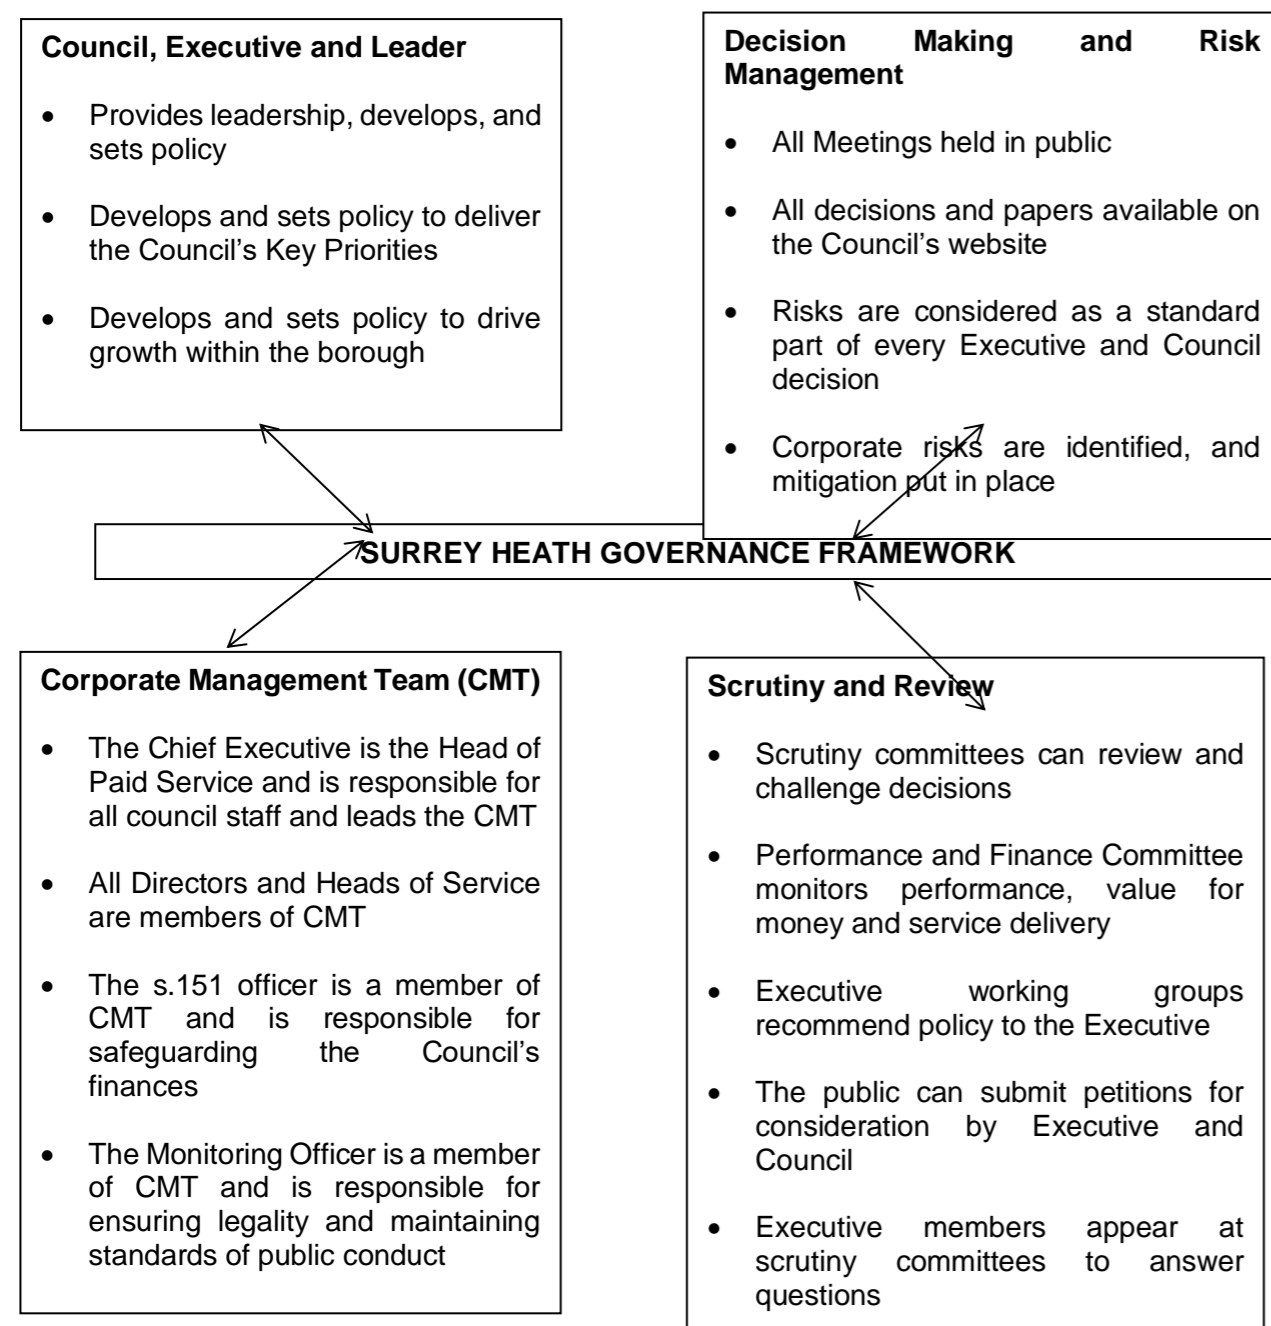 Council, Executive and Leader
• Provides leadership, develops, and
sets policy
• Develops and sets policy to deliver
the Council's Key Priorities
• Develops and sets policy to drive
growth within the borough
Decision Making and Risk
Management
• All Meetings held in public
• All decisions and papers available on
the Council's website
• Risks are considered as a standard
part of every Executive and Council
decision
• Corporate risks are identified, and
mitigation put in place
SURREY HEATH GOVERNANCE FRAMEWORK
Corporate Management Team (CMT)
• The Chief Executive is the Head of
Paid Service and is responsible for
all council staff and leads the CMT
• All Directors and Heads of Service
are members of CMT
• The s.151 officer is a member of
CMT and is responsible for
safeguarding the Council's
finances
• The Monitoring Officer is a member
of CMT and is responsible for
ensuring legality and maintaining
standards of public conduct
Scrutiny and Review
• Scrutiny committees can review and
challenge decisions
• Performance and Finance Committee
monitors performance, value for
money and service delivery
• Executive working groups
recommend policy to the Executive
• The public can submit petitions for
consideration by Executive and
Council
• Executive members appear at
scrutiny committees to answer
questions